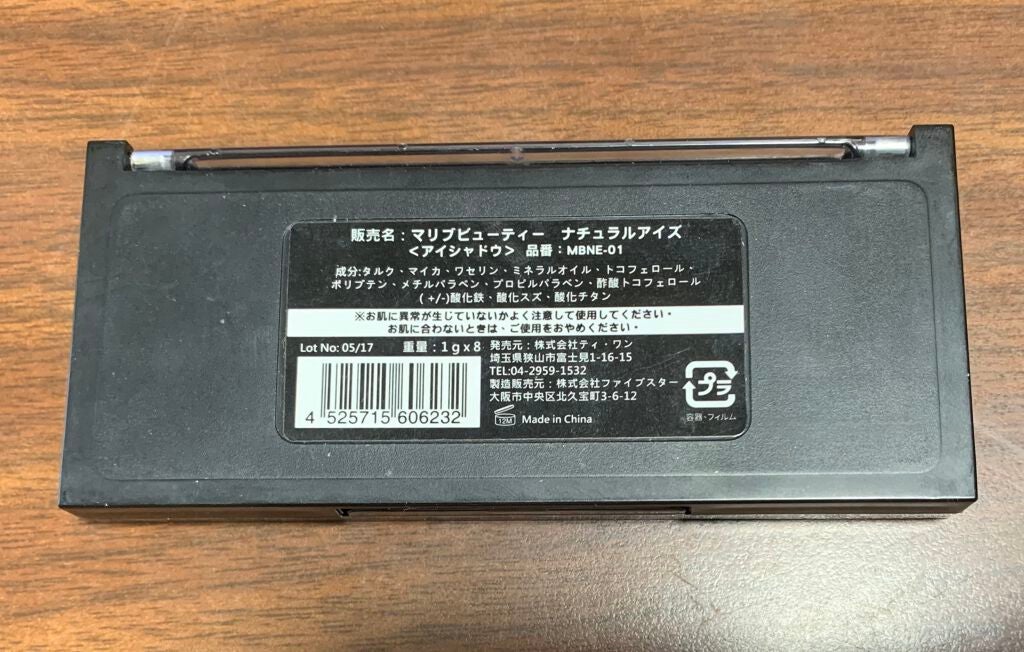 販売名：マリブビューティー　ナチュラルアイズ
＜アイシャドウ＞ 品番：MBNE-01
成分:タルク、マイカ、ワセリン、ミネラルオイル、トコフェロール、
ポリブテン、メチルパラベン、プロピルパラベン、酢酸トコフェロール
( +/-)酸化鉄、酸化スズ、酸化チタン
※お肌に異常が生じていないかよく注意して使用してください。
お肌に合わないときは、ご使用をおやめください。
Lot No: 05/17　重量：1 g x 8
発売元：株式会社ティ・ワン
埼玉県狭山市富士見1-16-15
TEL:04-2959-1532
製造販売元：株式会社ファイブスター
大阪市中央区北久宝町3-6-12
4 525715 606232
12M Made in China
プラ
容器・フィルム